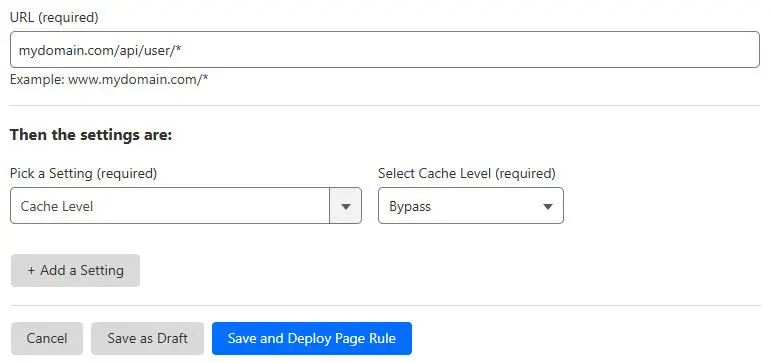 URL (required)
mydomain.com/api/user/*
Example: www.mydomain.com/*
Then the settings are:
Pick a Setting (required) Select Cache Level (required)
Cache Level Bypass
+ Add a Setting
Cancel Save as Draft Save and Deploy Page Rule